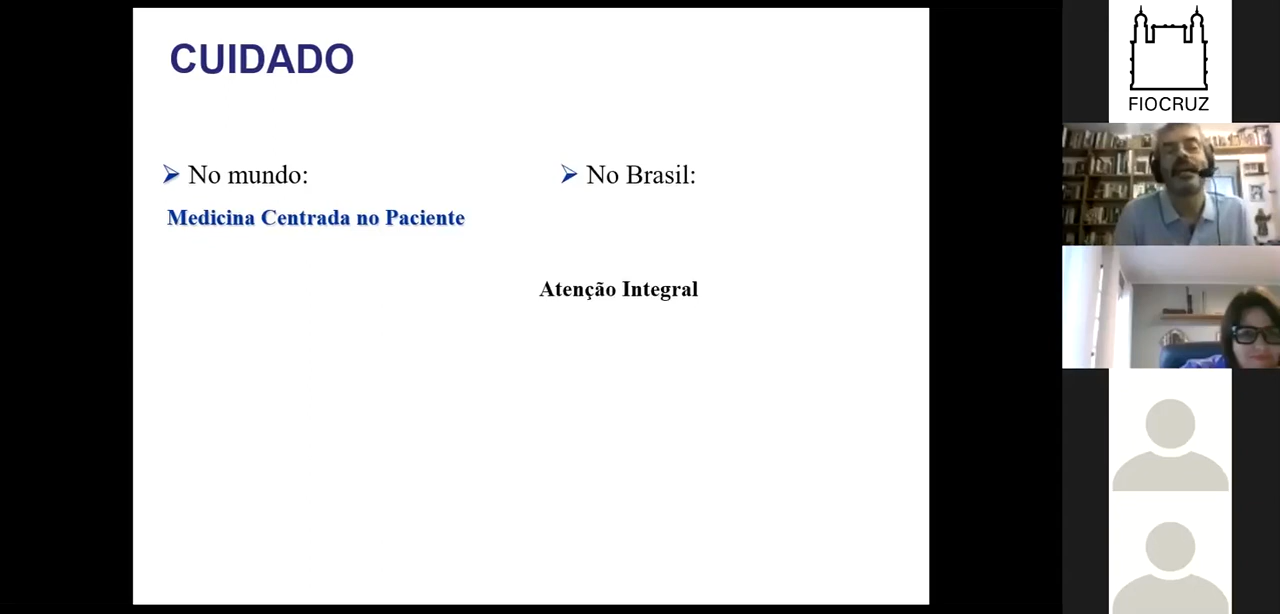 CUIDADO
No mundo:
Medicina Centrada no Paciente
No Brasil:
Atenção Integral
FIOCRUZ